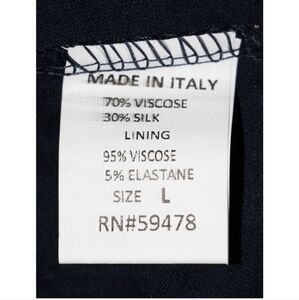 MADE IN ITALY
70% VISCOSE
30% SILK
LINING
95% VISCOSE
5% ELASTANE
SIZE L
RN#59478